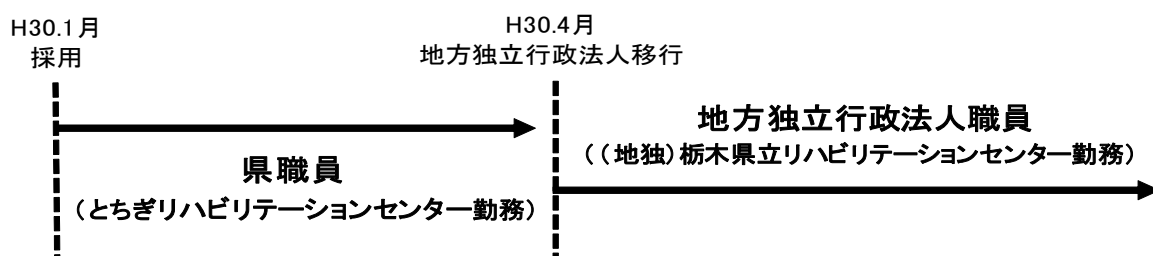 H30.1月
採用
H30.4月
地方独立行政法人移行
県職員
（とちぎリハビリテーションセンター勤務）
地方独立行政法人職員
（（地独）栃木県立リハビリテーションセンター勤務）